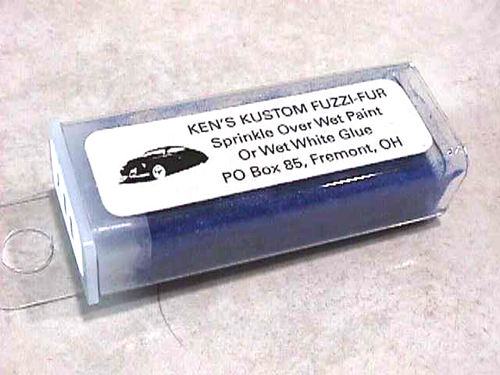 KEN'S KUSTOM FUZZI-FUR
Sprinkle Over Wet Paint
Or Wet White Glue
PO Box 85, Fremont, OH